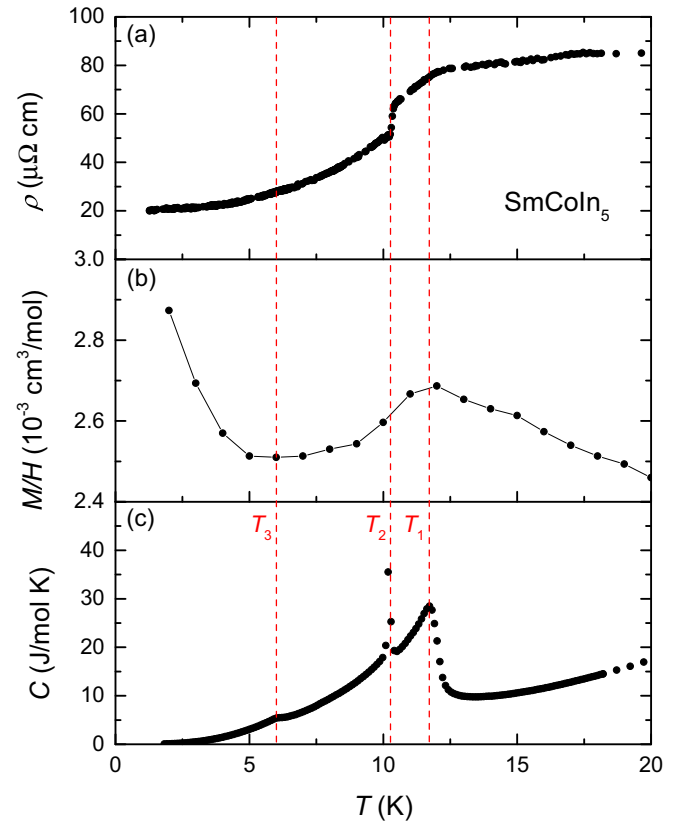 100
(a)
80
60
40
20
ρ (μΩ cm)
SmCoIn5
3.0
(b)
2.8
2.6
2.4
M/H (10-3 cm3/mol)
(c)
T3
T2
T1
40
30
20
10
0
C (J/mol K)
0
5
10
15
20
T (K)